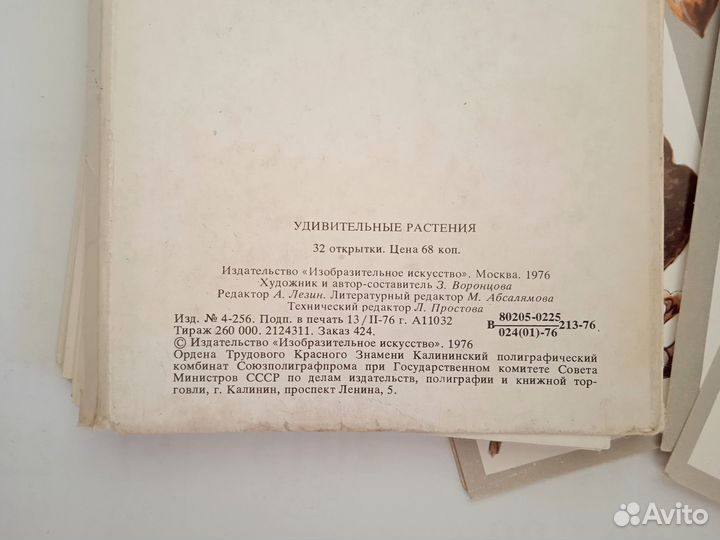 УДИВИТЕЛЬНЫЕ РАСТЕНИЯ
32 открытки. Цена 68 коп.
Издательство «Изобразительное искусство». Москва. 1976
Художник и автор-составитель З. Воронцова
Редактор А. Лезин. Литературный редактор М. Абсалямова
Технический редактор Л. Простова
Изд. № 4-256. Подп. в печать 13/II-76 г. А11032
Тираж 260 000. 2124311. Заказ 424.
В 80205-0225 213-76
024(01)-76
© Издательство «Изобразительное искусство». 1976
Ордена Трудового Красного Знамени Калининский полиграфический
комбинат Союзполиграфпрома при Государственном комитете Совета
Министров СССР по делам издательств, полиграфии и книжной тор-
говли, г. Калинин, проспект Ленина, 5.
Avito